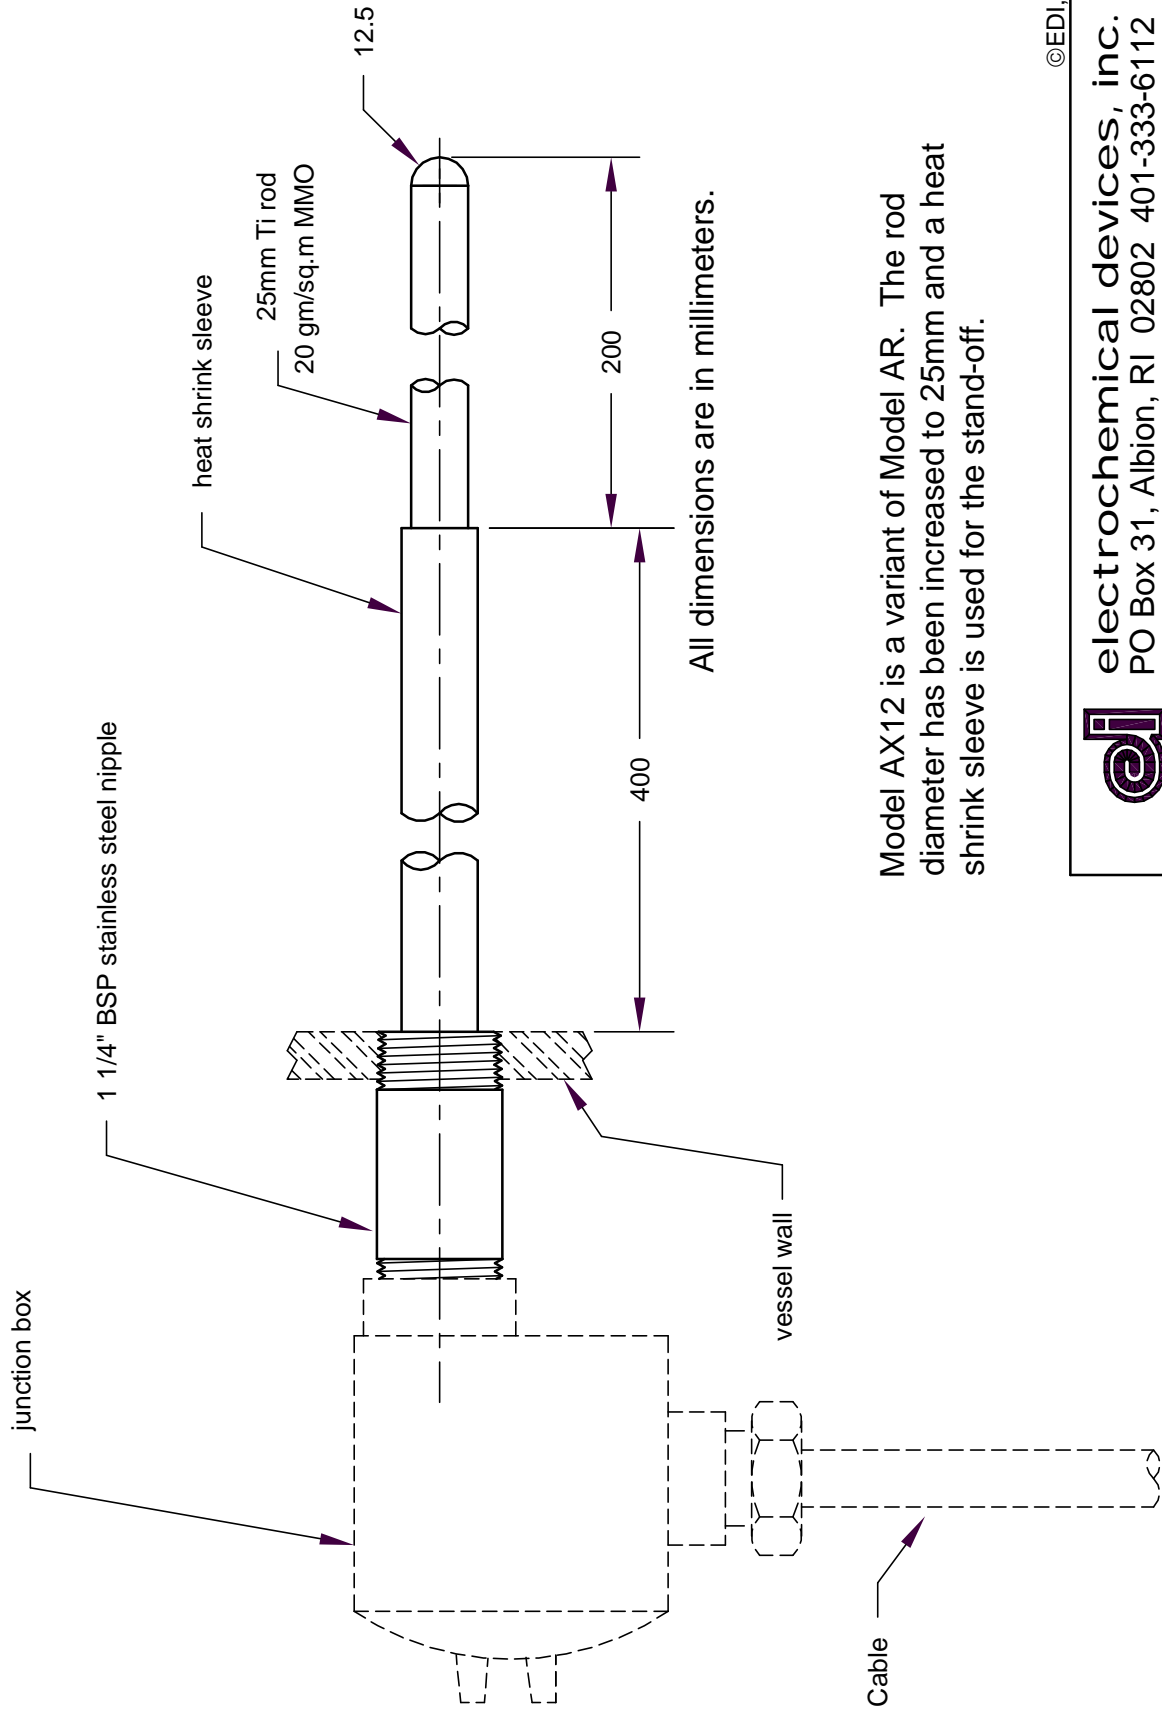 junction box
1 1/4" BSP stainless steel nipple
heat shrink sleeve
25mm Ti rod
20 gm/sq.m MMO
12.5
200
400
vessel wall
Cable
All dimensions are in millimeters.
Model AX12 is a variant of Model AR. The rod
diameter has been increased to 25mm and a heat
shrink sleeve is used for the stand-off.
©EDI,
electrochemical devices, inc.
PO Box 31, Albion, RI 02802 401-333-6112